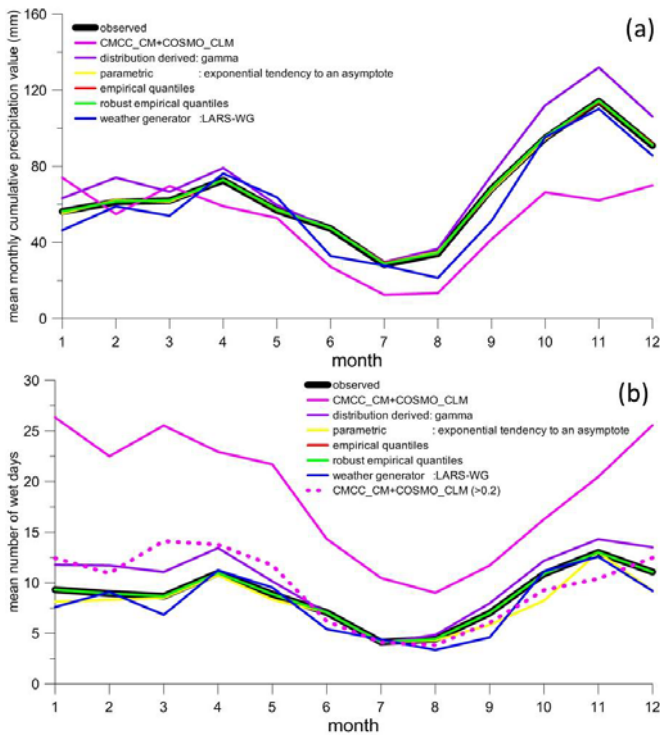 (a)
observed
CMCC_CM+COSMO_CLM
distribution derived: gamma
parametric : exponential tendency to an asymptote
empirical quantiles
robust empirical quantiles
weather generator :LARS-WG
mean monthly cumulative precipitation value (mm)
160
120
80
40
0
1 2 3 4 5 6 7 8 9 10 11 12
month
(b)
observed
CMCC_CM+COSMO_CLM
distribution derived: gamma
parametric : exponential tendency to an asymptote
empirical quantiles
robust empirical quantiles
weather generator :LARS-WG
CMCC_CM+COSMO_CLM (>0.2)
mean number of wet days
30
25
20
15
10
5
0
1 2 3 4 5 6 7 8 9 10 11 12
month